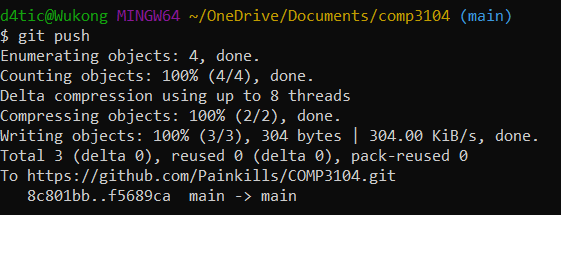 d4tic@Wukong MINGW64 ~/OneDrive/Documents/comp3104 (main)
$ git push
Enumerating objects: 4, done.
Counting objects: 100% (4/4), done.
Delta compression using up to 8 threads
Compressing objects: 100% (2/2), done.
Writing objects: 100% (3/3), 304 bytes | 304.00 KiB/s, done.
Total 3 (delta 0), reused 0 (delta 0), pack-reused 0
To https://github.com/Painkills/COMP3104.git
   8c801bb..f5689ca  main -> main